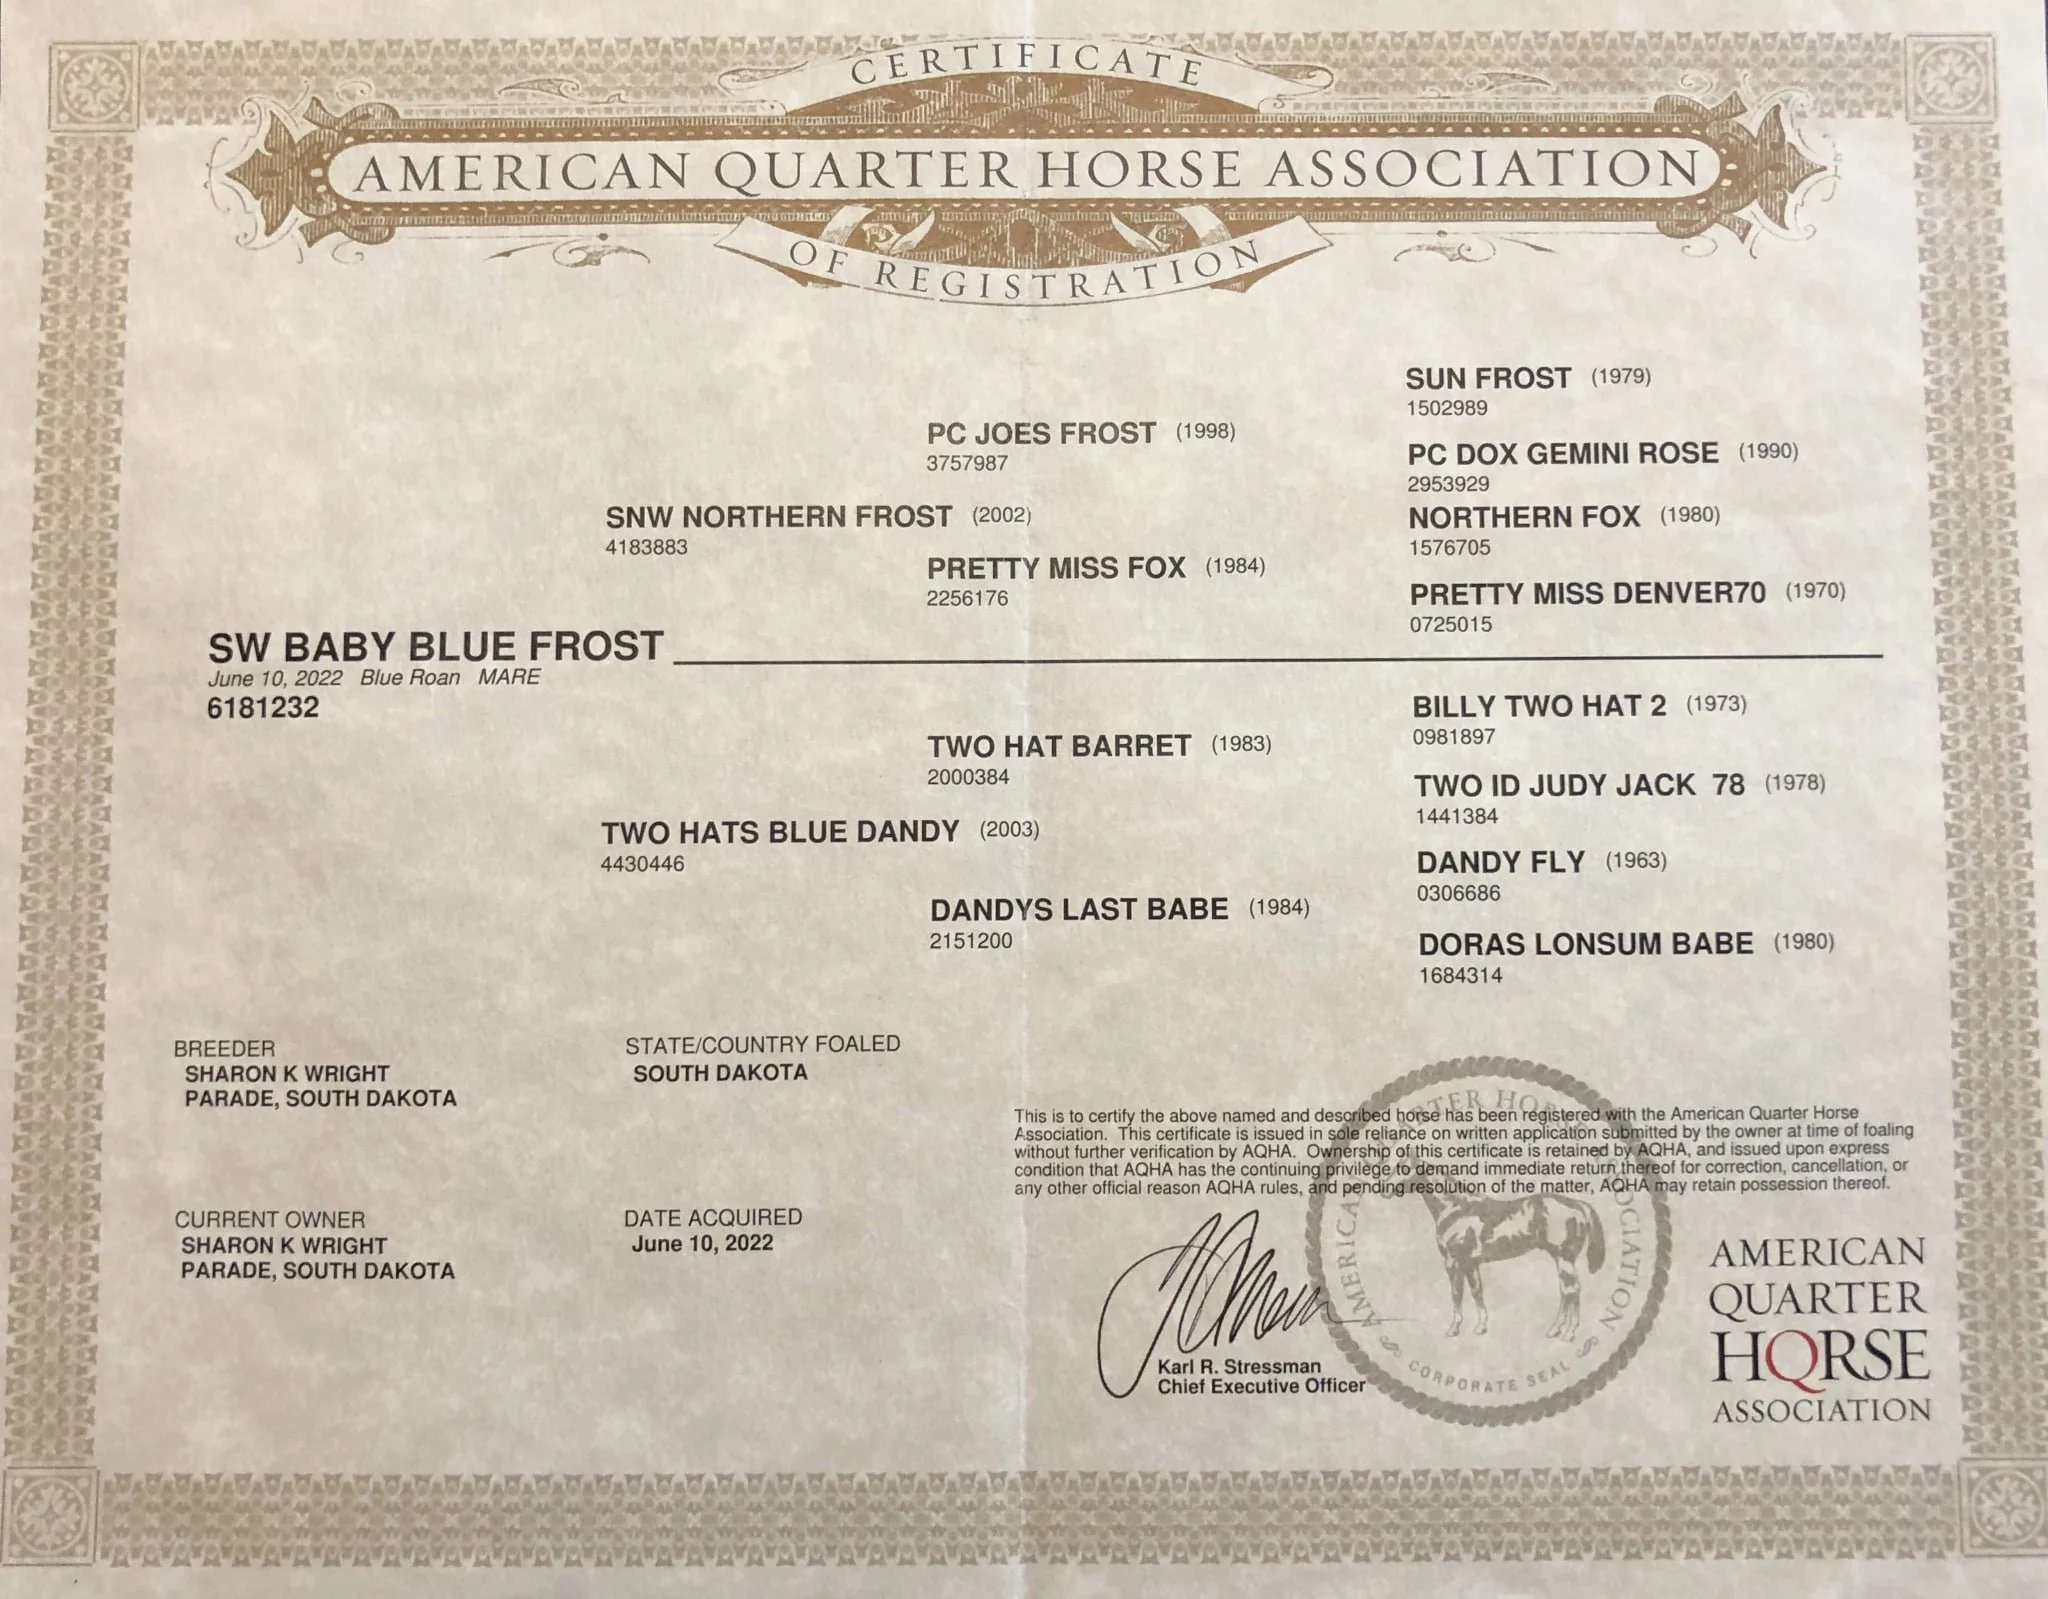 CERTIFICATE
AMERICAN QUARTER HORSE ASSOCIATION
OF REGISTRATION
SUN FROST (1979)
1502989
PC JOES FROST (1998)
3757987
PC DOX GEMINI ROSE (1990)
2953929
SNW NORTHERN FROST (2002)
4183883
NORTHERN FOX (1980)
1576705
PRETTY MISS FOX (1984)
2256176
PRETTY MISS DENVER70 (1970)
0725015
SW BABY BLUE FROST
June 10, 2022 Blue Roan MARE
6181232
BILLY TWO HAT 2 (1973)
0981897
TWO HAT BARRET (1983)
2000384
TWO ID JUDY JACK 78 (1978)
1441384
TWO HATS BLUE DANDY (2003)
4430446
DANDY FLY (1963)
0306686
DANDYS LAST BABE (1984)
2151200
DORAS LONSUM BABE (1980)
1684314
BREEDER
SHARON K WRIGHT
PARADE, SOUTH DAKOTA
STATE/COUNTRY FOALED
SOUTH DAKOTA
This is to certify the above named and described horse has been registered with the American Quarter Horse
Association. This certificate is issued in sole reliance on written application submitted by the owner at time of foaling
without further verification by AQHA. Ownership of this certificate is retained by AQHA, and issued upon express
condition that AQHA has the continuing privilege to demand immediate return thereof for correction, cancellation, or
any other official reason AQHA rules, and pending resolution of the matter, AQHA may retain possession thereof.
CURRENT OWNER
SHARON K WRIGHT
PARADE, SOUTH DAKOTA
DATE ACQUIRED
June 10, 2022
Karl R. Stressman
Chief Executive Officer
AMERICAN QUARTER HORSE ASSOCIATION
CORPORATE SEAL
AMERICAN
QUARTER
HORSE
ASSOCIATION